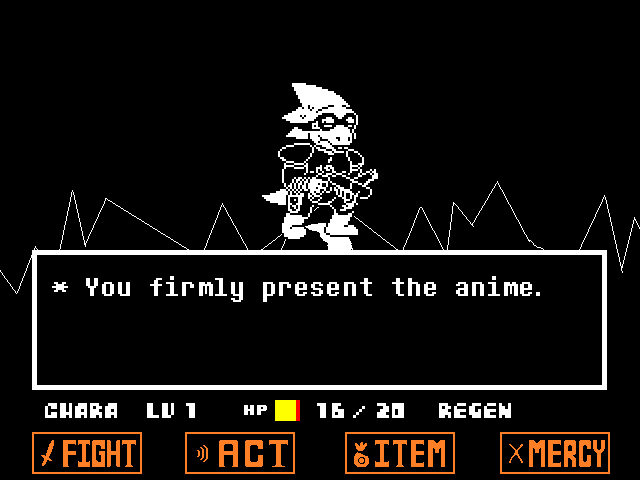 * You firmly present the anime.
CHARA LV 1 HP 16 / 20 REGEN
FIGHT ACT ITEM MERCY